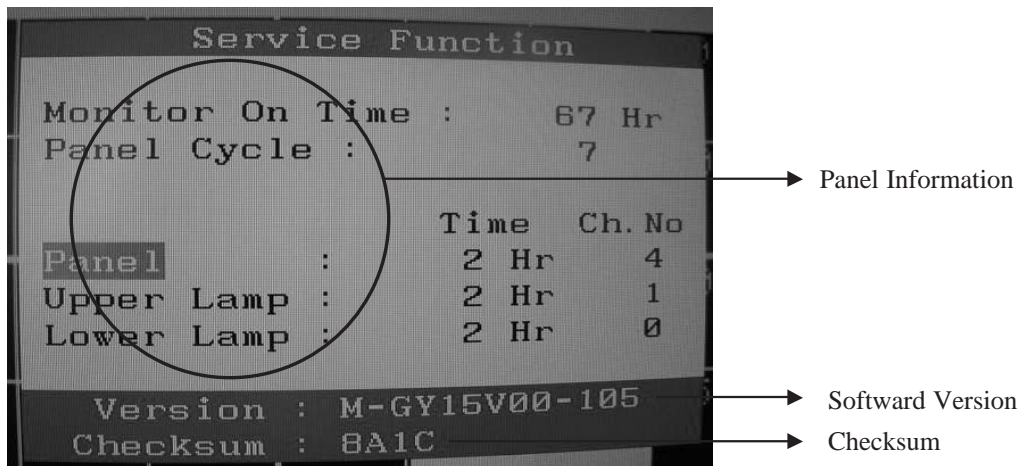 Service Function
Monitor On Time : 67 Hr
Panel Cycle : 7
Panel Information
Time Ch.No
Panel : 2 Hr 4
Upper Lamp : 2 Hr 1
Lower Lamp : 2 Hr 0
Version : M-GY15V00-105
Softward Version
Checksum : 8A1C
Checksum